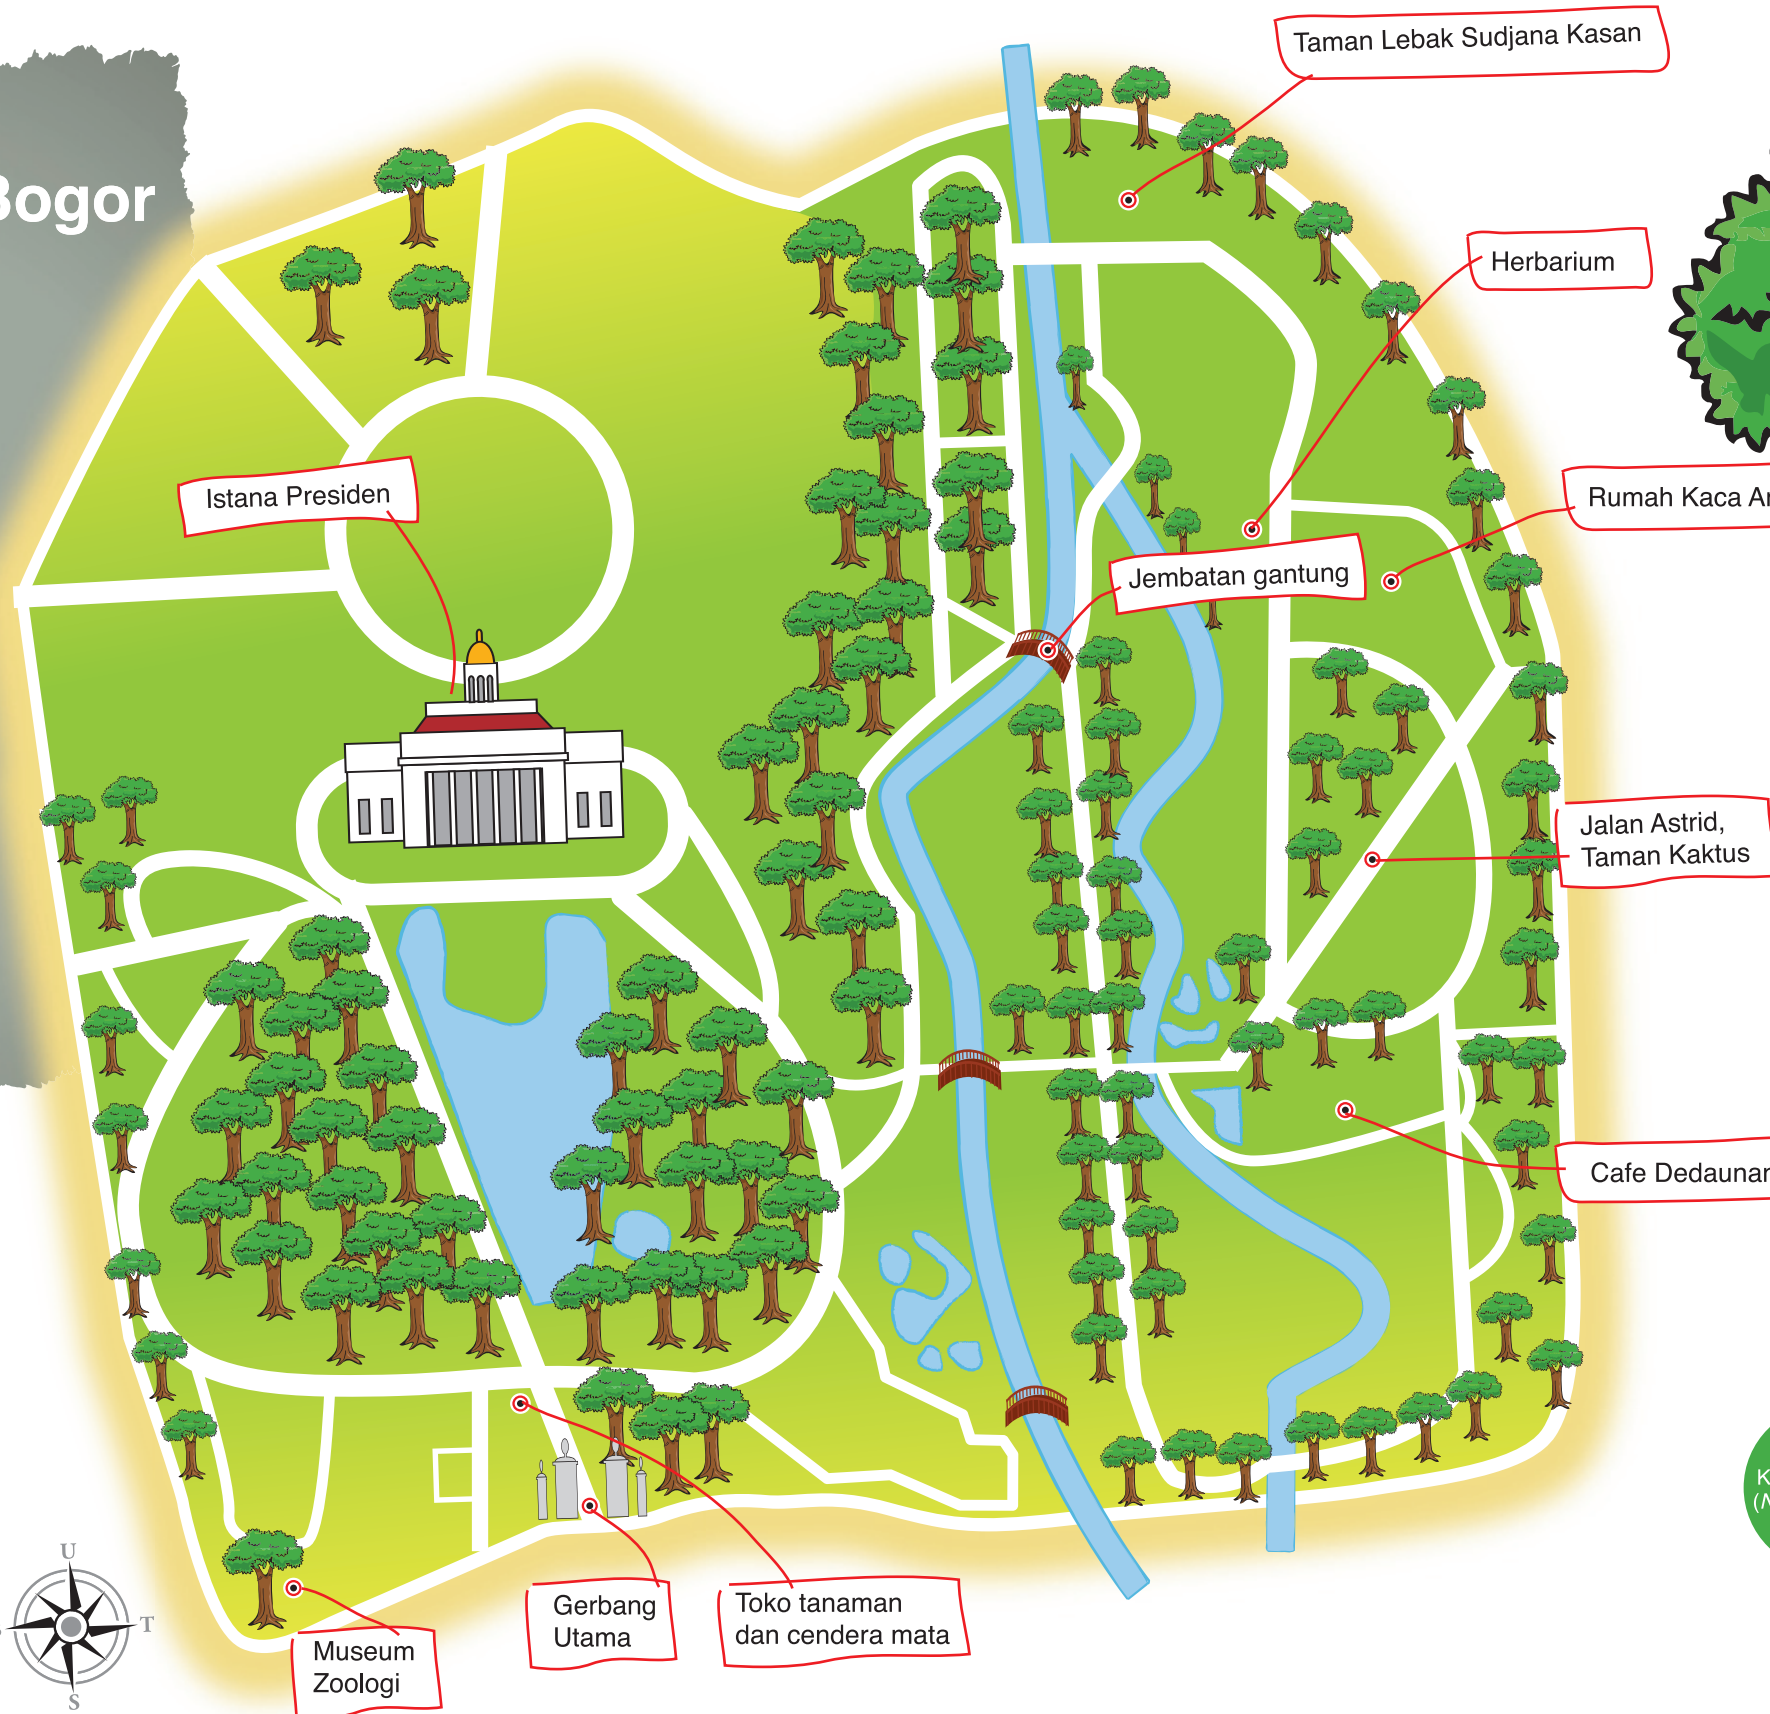 Bogor
Taman Lebak Sudjana Kasan
Herbarium
Istana Presiden
Rumah Kaca
Jembatan gantung
Jalan Astrid,
Taman Kaktus
Cafe Dedaunan
Gerbang
Utama
Toko tanaman
dan cendera mata
Museum
Zoologi
U
T
S